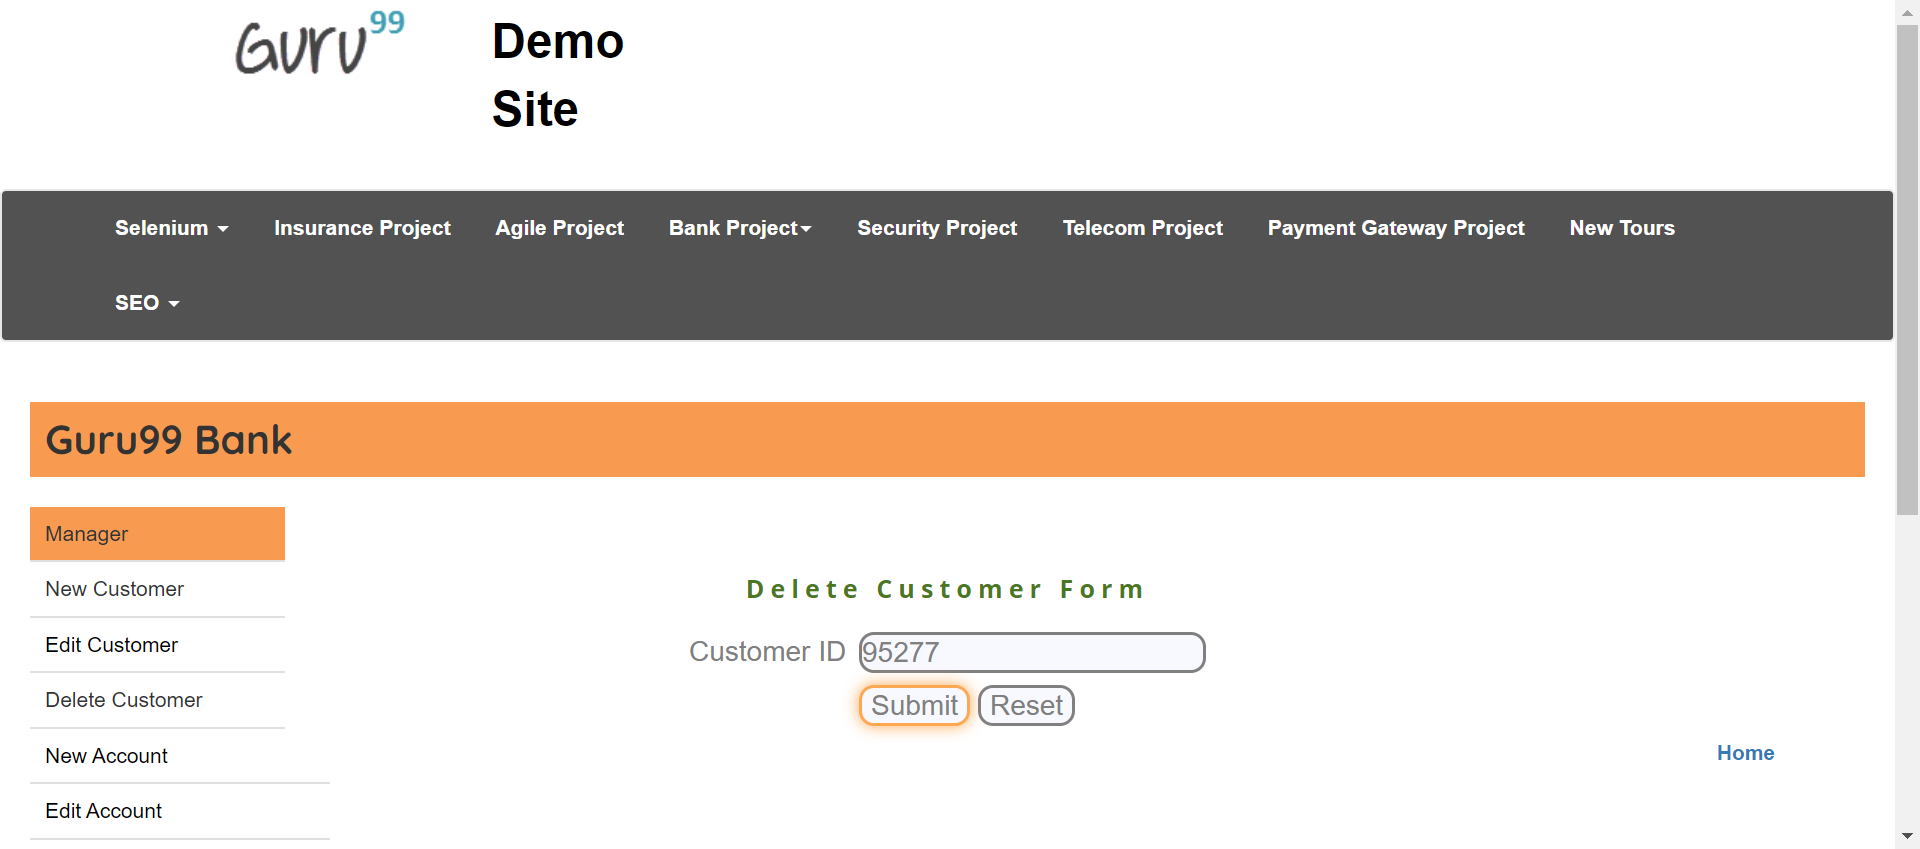 Guru99
Demo
Site
Selenium Insurance Project Agile Project Bank Project Security Project Telecom Project Payment Gateway Project New Tours
SEO
Guru99 Bank
Manager
New Customer
Edit Customer
Delete Customer
New Account
Edit Account
Delete Customer Form
Customer ID 95277
Submit Reset
Home